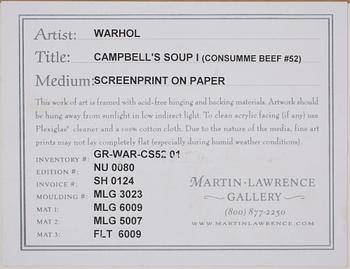 Artist: WARHOL
Title: CAMPBELL'S SOUP I (CONSUMME BEEF #52)
Medium: SCREENPRINT ON PAPER
This work of art is framed with acid-free hinging and backing materials. Artwork should
be hung away from sunlight in low indirect light. To clean acrylic facing (if any) use
Plexiglas® cleaner and a 100% cotton cloth. Due to the nature of the media, fine art
prints may not lay completely flat (especially during humid weather conditions).
INVENTORY #: GR-WAR-CS52 01
EDITION #: NU 0080
INVOICE #: SH 0124
MOULDING #: MLG 3023
MAT 1: MLG 6009
MAT 2: MLG 5007
MAT 3: FLT 6009
MARTIN · LAWRENCE
GALLERY
(800) 877-2250
WWW.MARTINLAWRENCE.COM